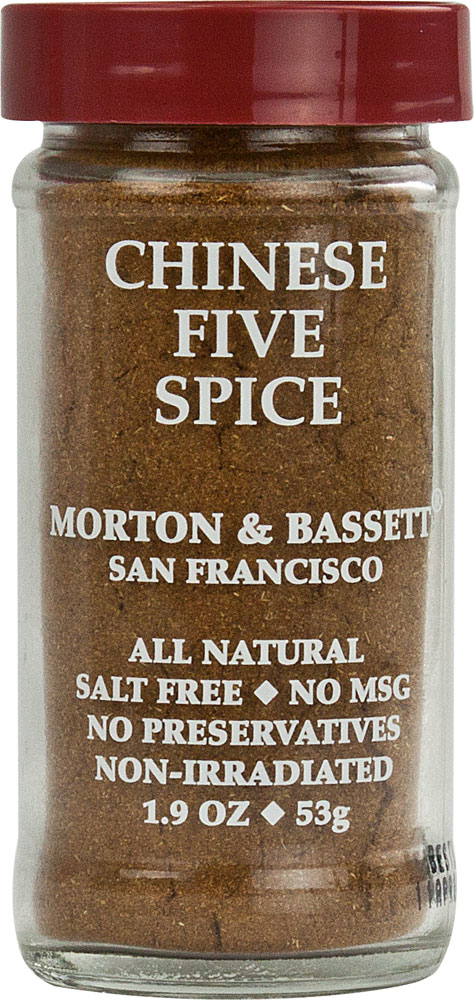 CHINESE
FIVE
SPICE
MORTON & BASSETT®
SAN FRANCISCO
ALL NATURAL
SALT FREE ◆ NO MSG
NO PRESERVATIVES
NON-IRRADIATED
1.9 OZ ◆ 53g